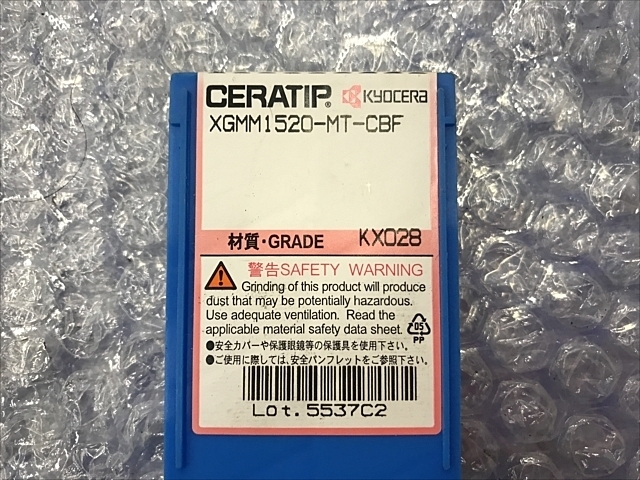 CERATIP® KYOCERA
XGMM1520-MT-CBF
材質・GRADE KX028
警告SAFETY WARNING
Grinding of this product will produce
dust that may be potentially hazardous.
Use adequate ventilation. Read the
applicable material safety data sheet.
05
PP
●安全カバーや保護眼鏡等の保護具を使用下さい。
●ご使用に際しては、安全パンフレットをご参照下さい。
Lot.5537C2